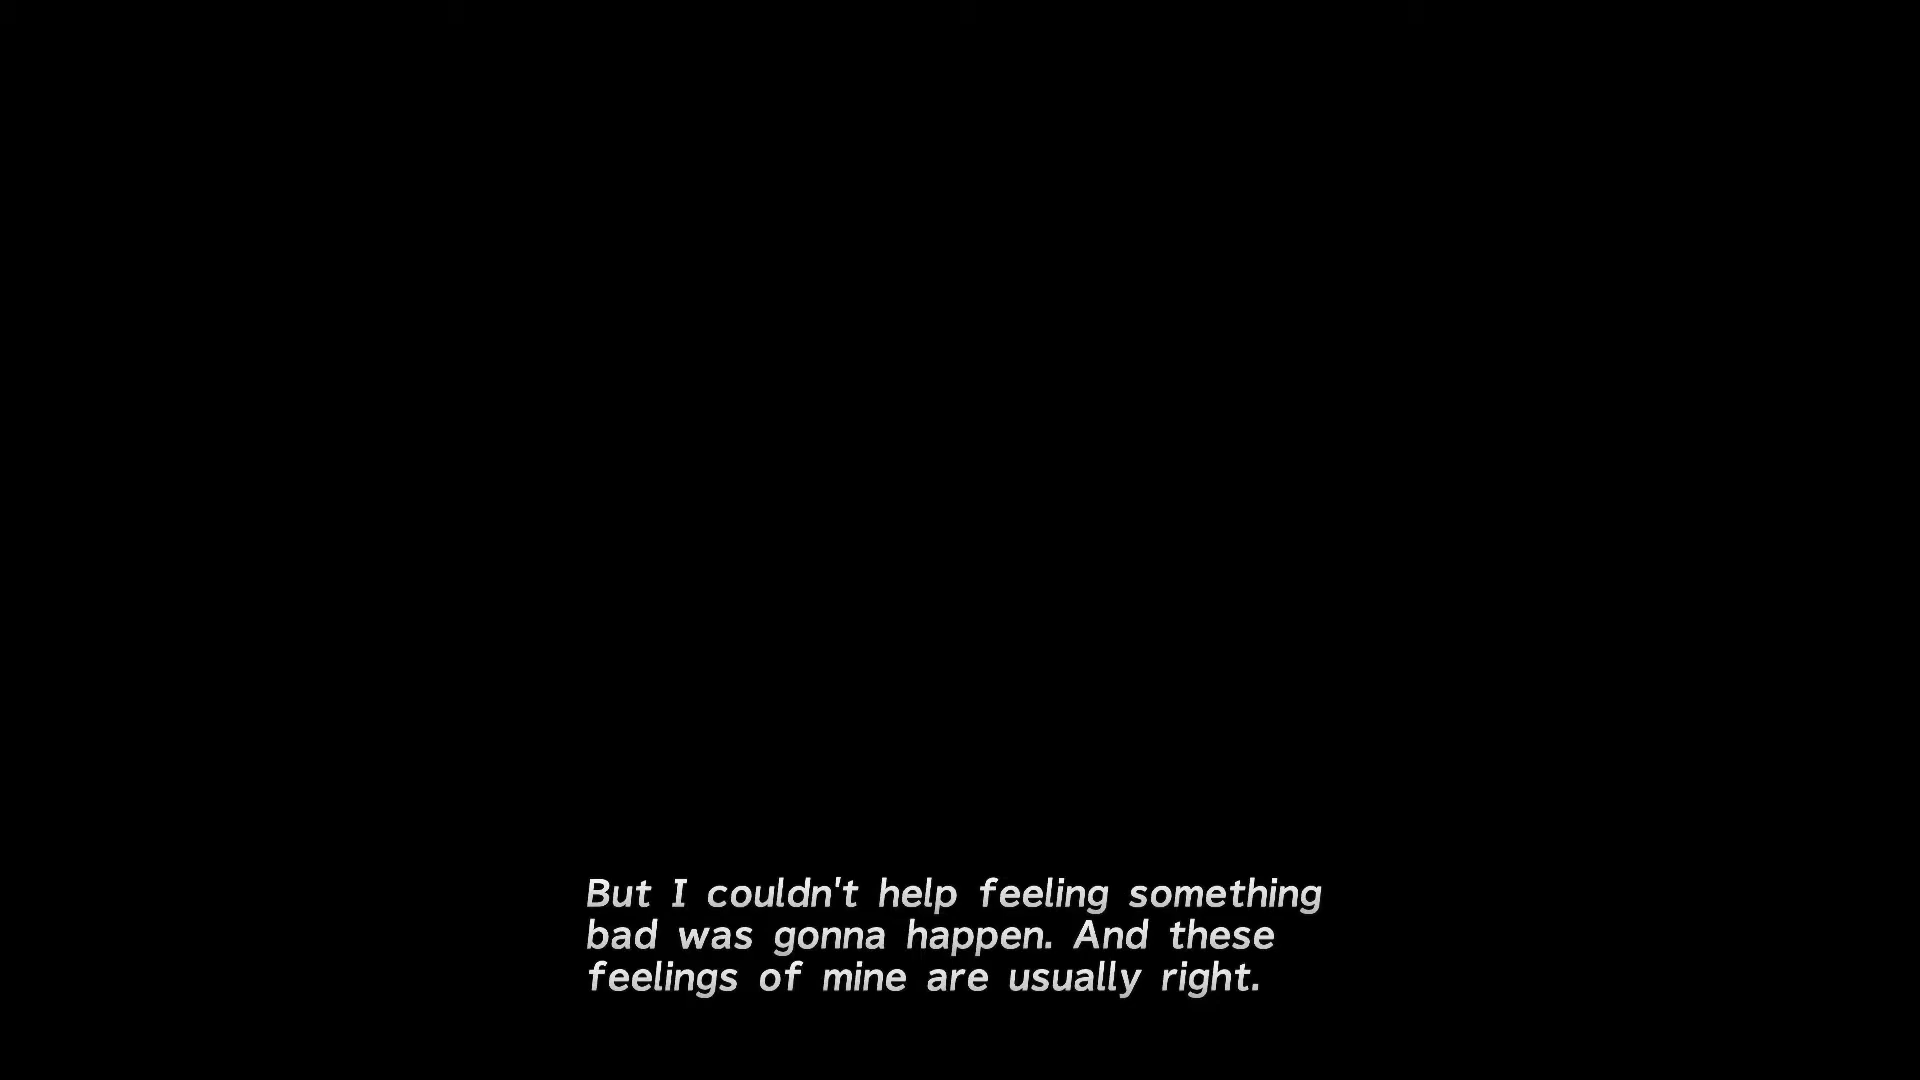 But I couldn't help feeling something
bad was gonna happen. And these
feelings of mine are usually right.